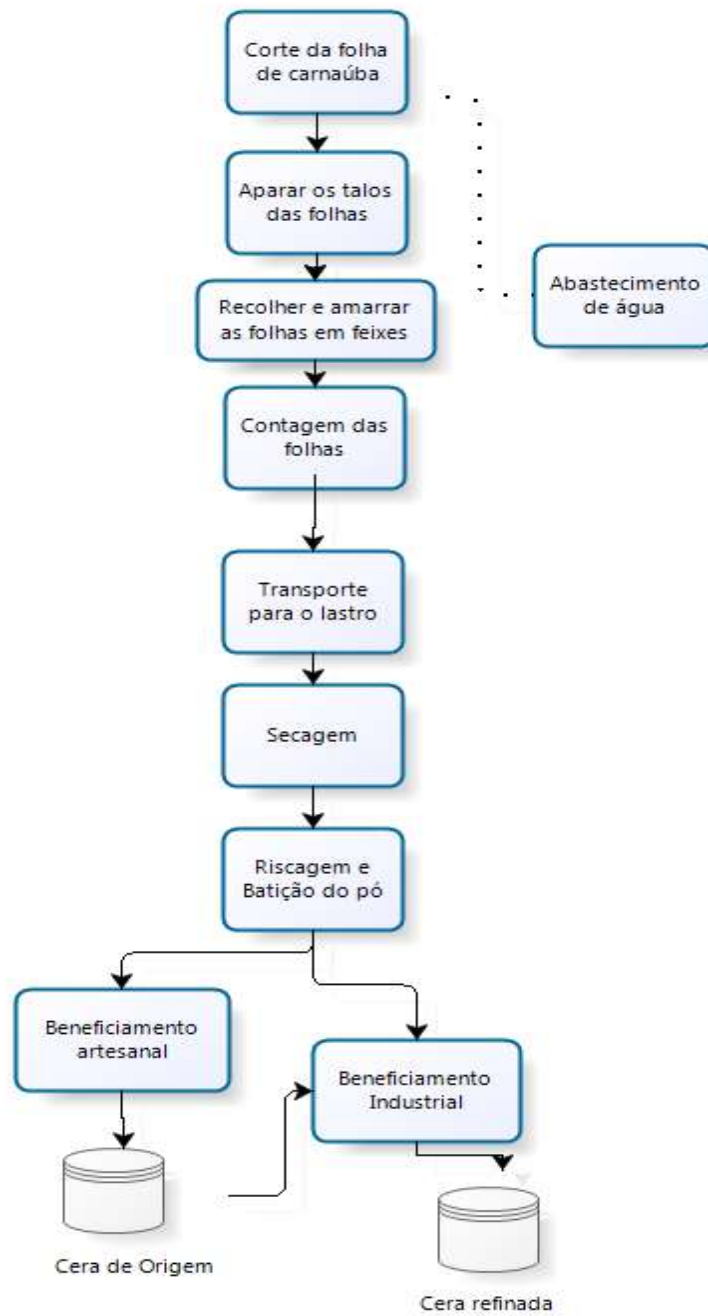 Corte da folha
de carnaúba
Aparar os talos
das folhas
Abastecimento
de água
Recolher e amarrar
as folhas em feixes
Contagem das
folhas
Transporte
para o lastro
Secagem
Riscagem e
Batição do pó
Beneficiamento
artesanal
Beneficiamento
Industrial
Cera de Origem
Cera refinada